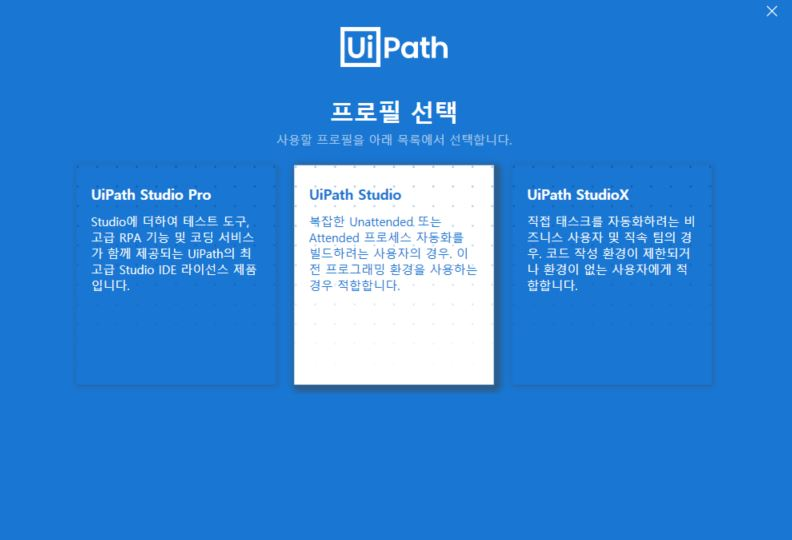 UiPath
프로필 선택
사용할 프로필을 아래 목록에서 선택합니다.
UiPath Studio Pro
Studio에 더하여 테스트 도구,
고급 RPA 기능 및 코딩 서비스
가 함께 제공되는 UiPath의 최
고급 Studio IDE 라이선스 제품
입니다.
UiPath Studio
복잡한 Unattended 또는
Attended 프로세스 자동화를
빌드하려는 사용자의 경우. 이
전 프로그래밍 환경을 사용하는
경우 적합합니다.
UiPath StudioX
직접 태스크를 자동화하려는 비
즈니스 사용자 및 직속 팀의 경
우. 코드 작성 환경이 제한되거
나 환경이 없는 사용자에게 적
합합니다.